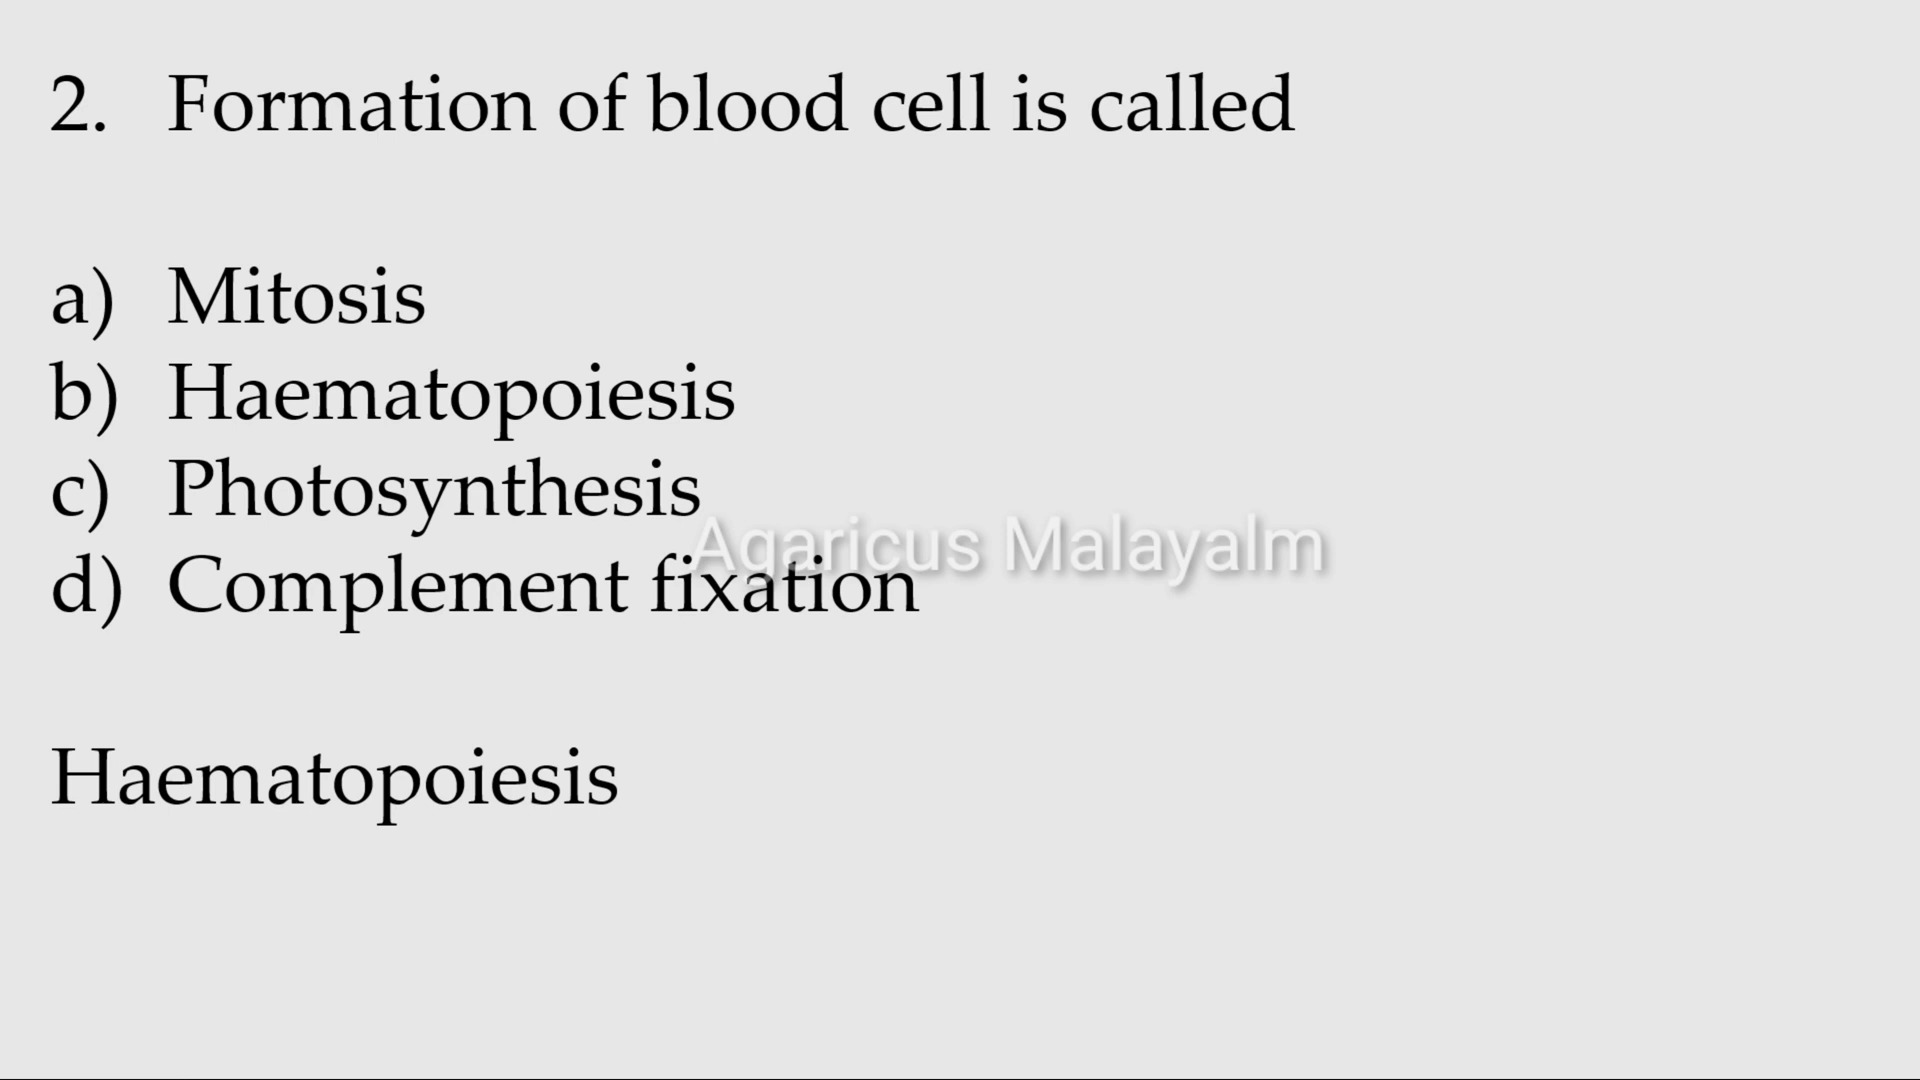 2. Formation of blood cell is called
a) Mitosis
b) Haematopoiesis
c) Photosynthesis
Agaricus Malayalm
d) Complement fixation
Haematopoiesis